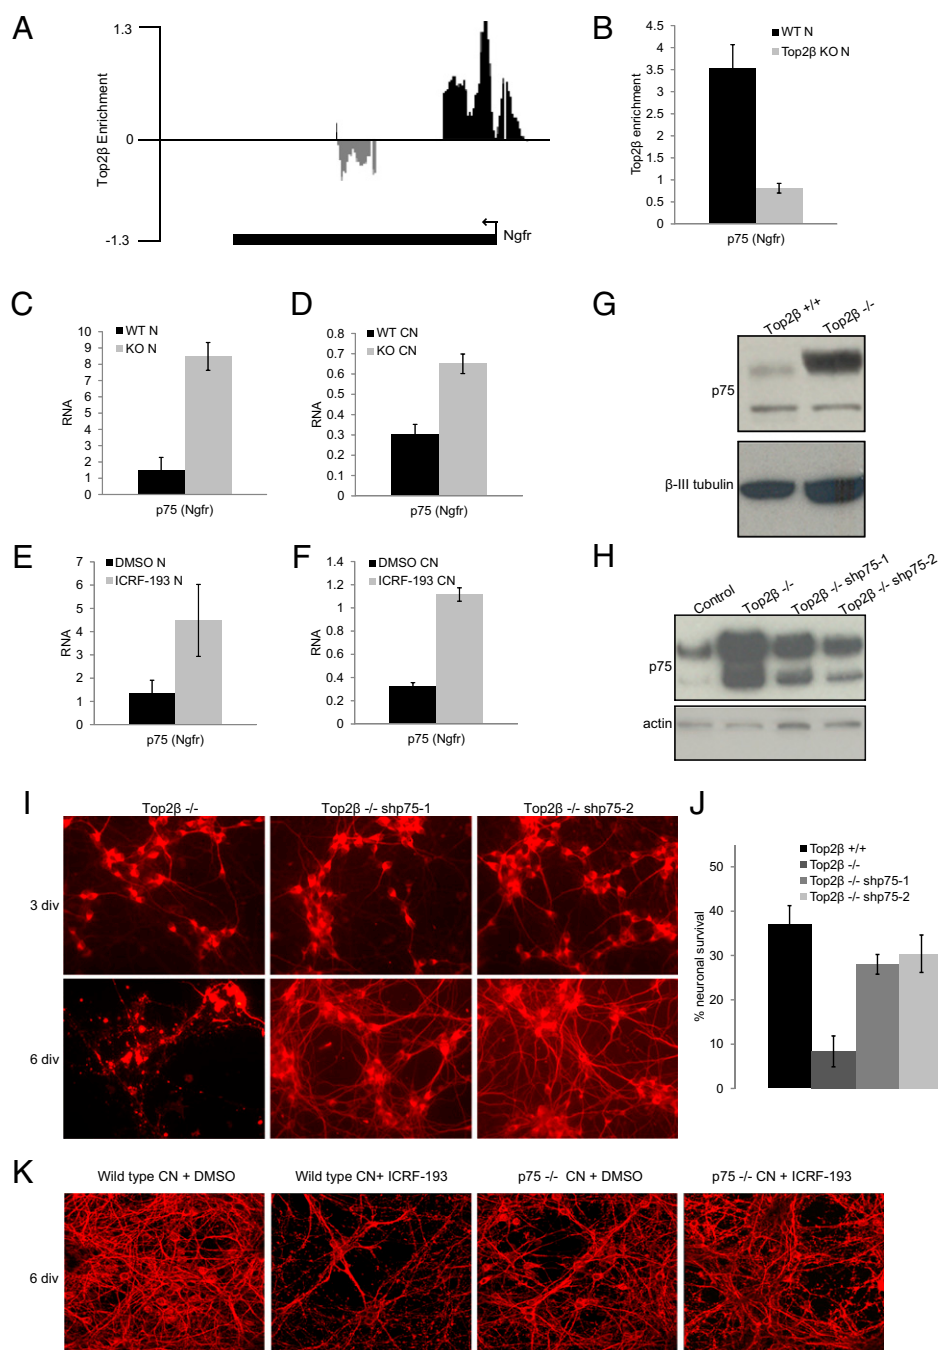 A
1.3
0
-1.3
Top2β Enrichment
Ngfr
B
4.5
4
3.5
3
2.5
2
1.5
1
0.5
0
Top2β enrichment
WT N
Top2β KO N
p75 (Ngfr)
C
10
9
8
7
6
5
4
3
2
1
0
RNA
WT N
KO N
p75 (Ngfr)
D
0.8
0.7
0.6
0.5
0.4
0.3
0.2
0.1
0
RNA
WT CN
KO CN
p75 (Ngfr)
G
Top2β +/+
Top2β -/-
p75
β-III tubulin
E
7
6
5
4
3
2
1
0
RNA
DMSO N
ICRF-193 N
p75 (Ngfr)
F
1.4
1.2
1
0.8
0.6
0.4
0.2
0
RNA
DMSO CN
ICRF-193 CN
p75 (Ngfr)
H
Control
Top2β -/-
Top2β -/- shp75-1
Top2β -/- shp75-2
p75
actin
I
Top2β -/-
Top2β -/- shp75-1
Top2β -/- shp75-2
3 div
6 div
J
50
40
30
20
10
0
% neuronal survival
Top2β +/+
Top2β -/-
Top2β -/- shp75-1
Top2β -/- shp75-2
K
Wild type CN + DMSO
Wild type CN+ ICRF-193
p75 -/- CN + DMSO
p75 -/- CN + ICRF-193
6 div